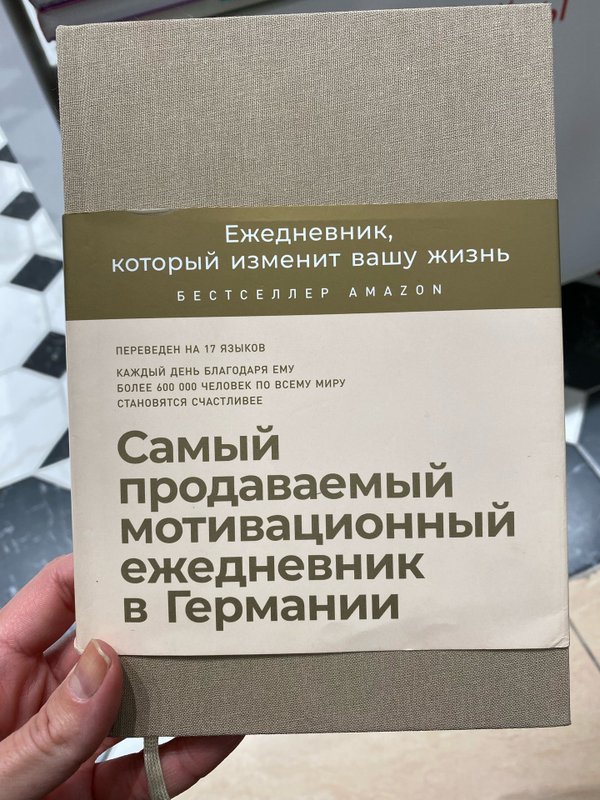 Ежедневник,
который изменит вашу жизнь
БЕСТСЕЛЛЕР AMAZON
ПЕРЕВЕДЕН НА 17 ЯЗЫКОВ
КАЖДЫЙ ДЕНЬ БЛАГОДАРЯ ЕМУ
БОЛЕЕ 600 000 ЧЕЛОВЕК ПО ВСЕМУ МИРУ
СТАНОВЯТСЯ СЧАСТЛИВЕЕ
Самый
продаваемый
мотивационный
ежедневник
в Германии